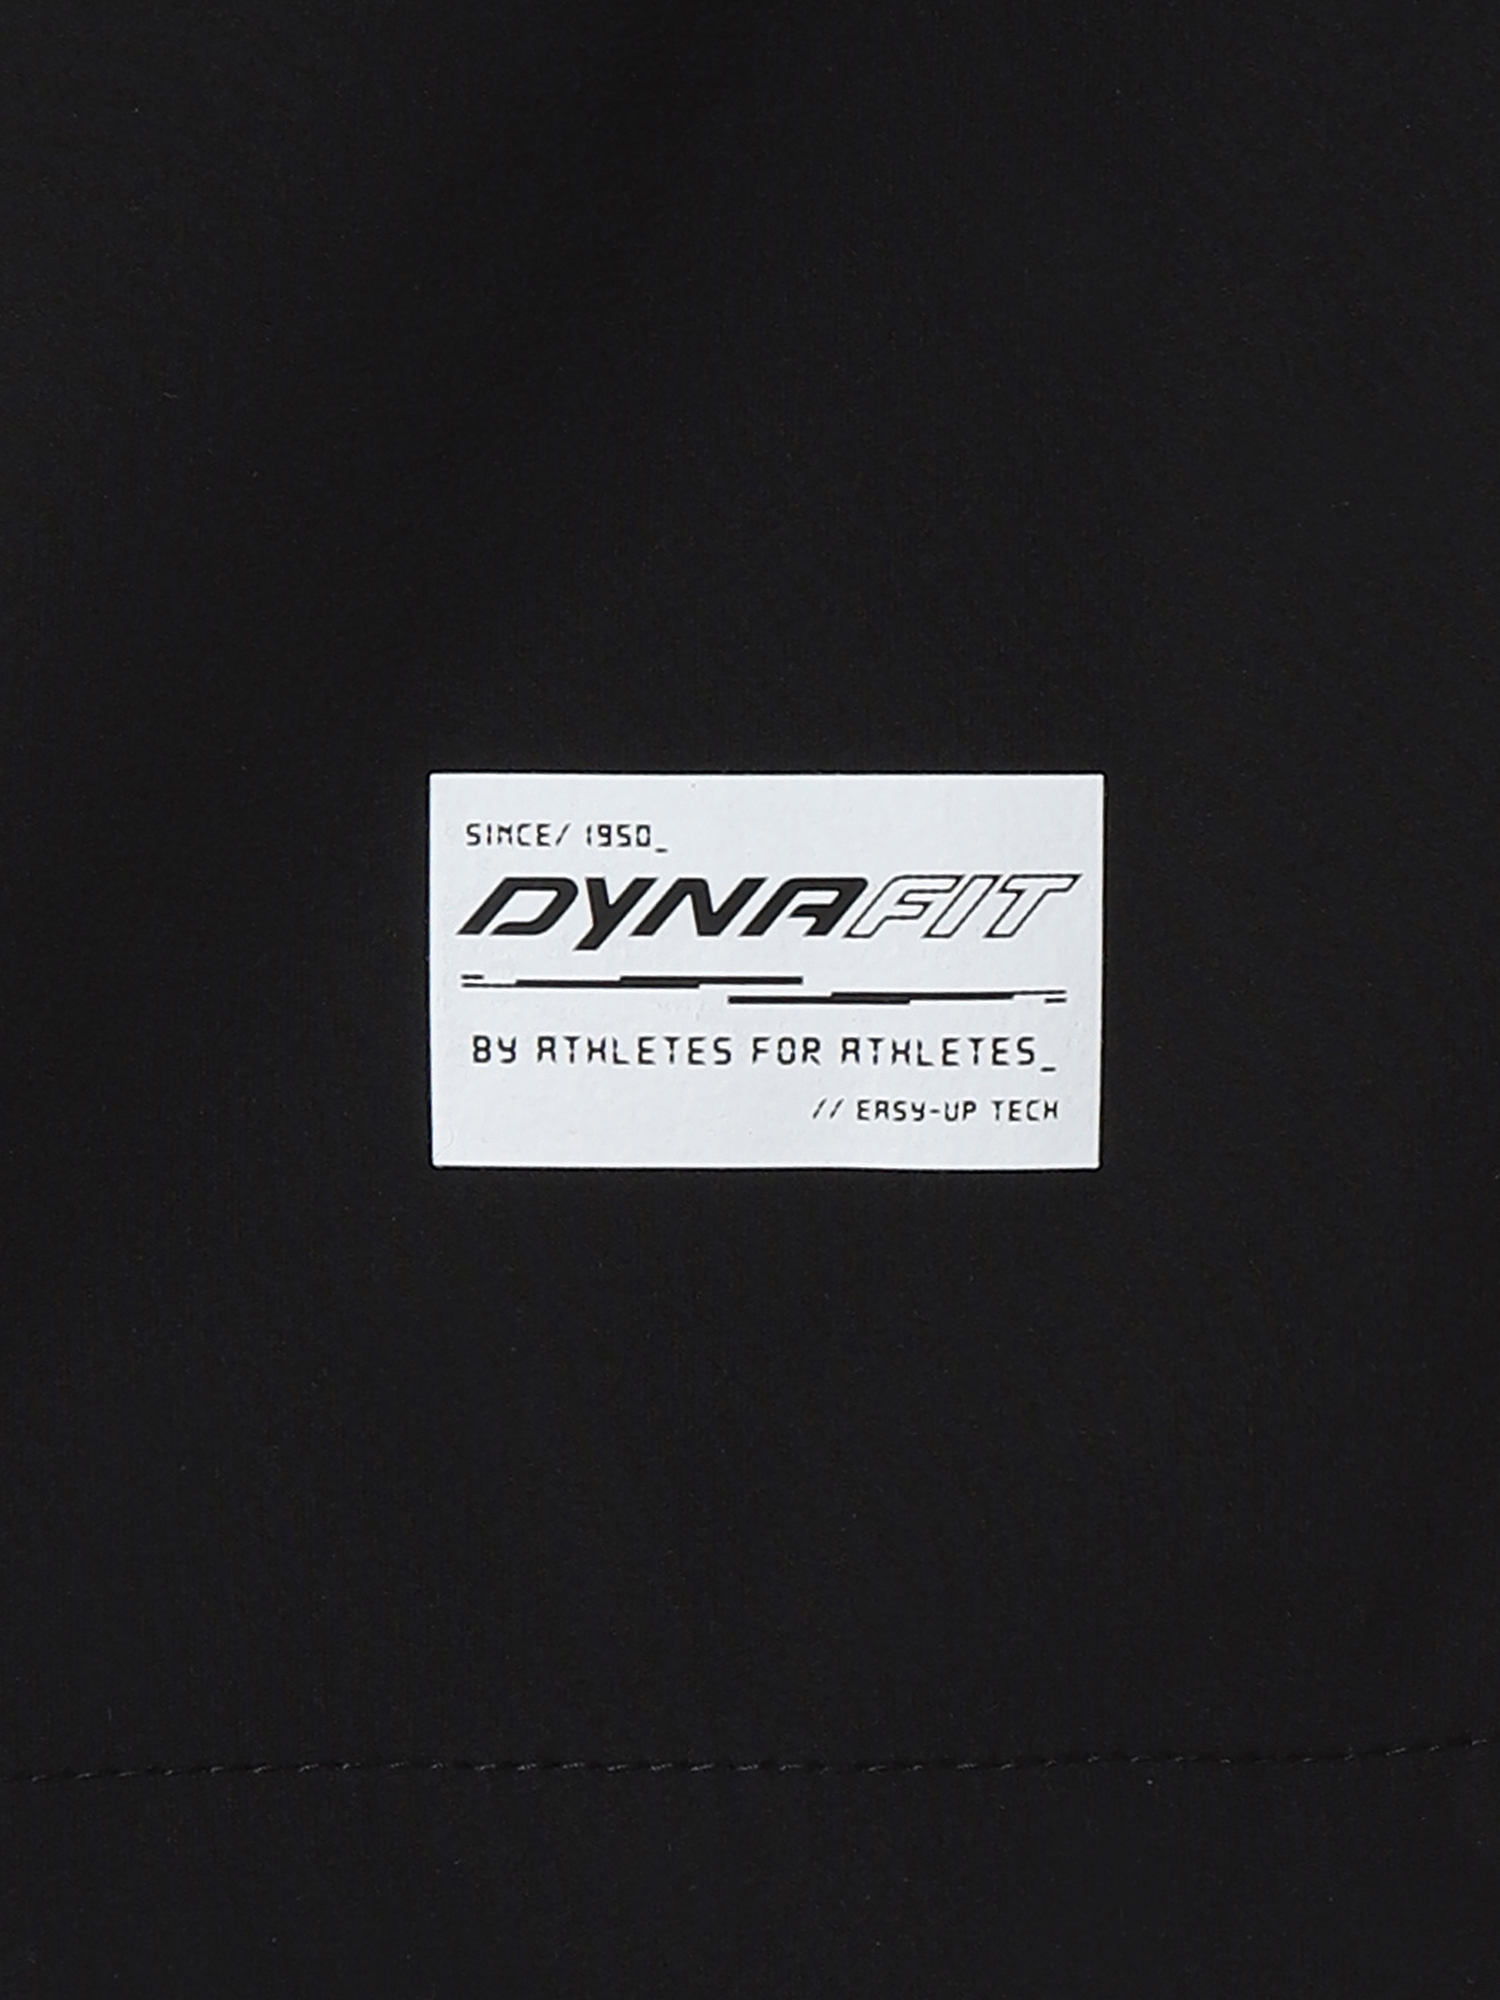 SINCE/ 1950_
DYNAFIT
BY ATHLETES FOR ATHLETES_
// EASY-UP TECH